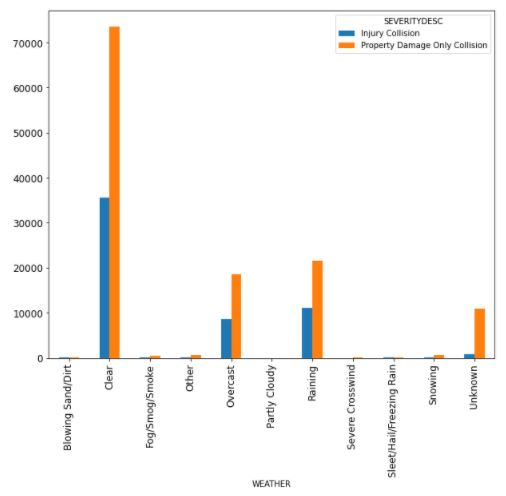 SEVERITYDESC
Injury Collision
Property Damage Only Collision
70000
60000
50000
40000
30000
20000
10000
0
Blowing Sand/Dirt
Clear
Fog/Smog/Smoke
Other
Overcast
Partly Cloudy
Raining
Severe Crosswind
Sleet/Hail/Freezing Rain
Snowing
Unknown
WEATHER